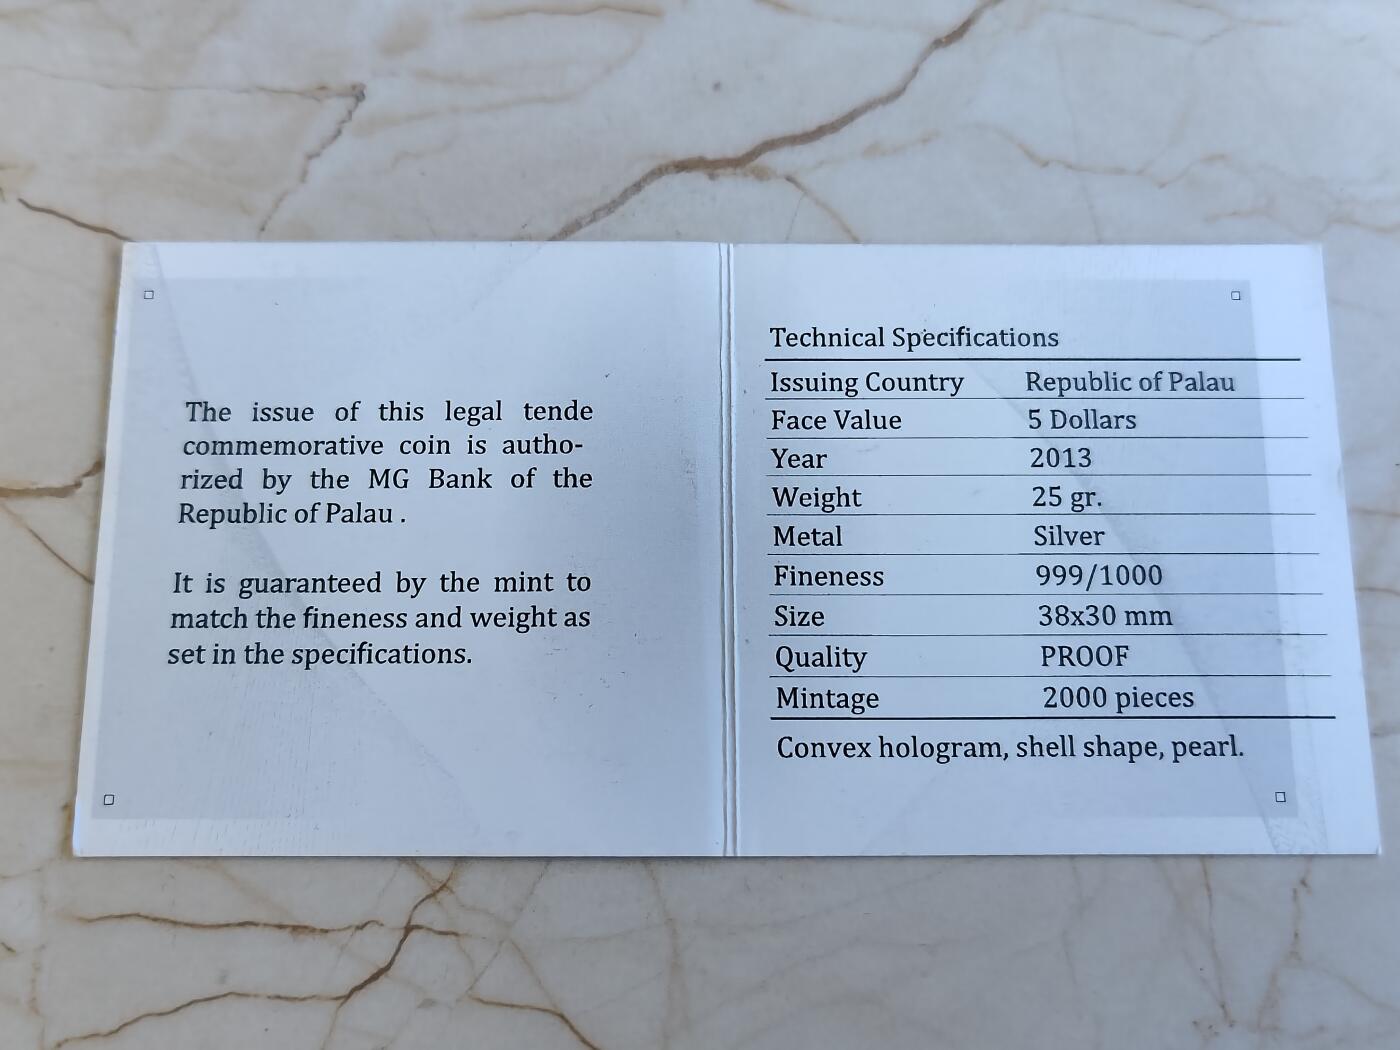 The issue of this legal tende
commemorative coin is autho-
rized by the MG Bank of the
Republic of Palau .
It is guaranteed by the mint to
match the fineness and weight as
set in the specifications.
Technical Specifications
Issuing Country Republic of Palau
Face Value 5 Dollars
Year 2013
Weight 25 gr.
Metal Silver
Fineness 999/1000
Size 38x30 mm
Quality PROOF
Mintage 2000 pieces
Convex hologram, shell shape, pearl.